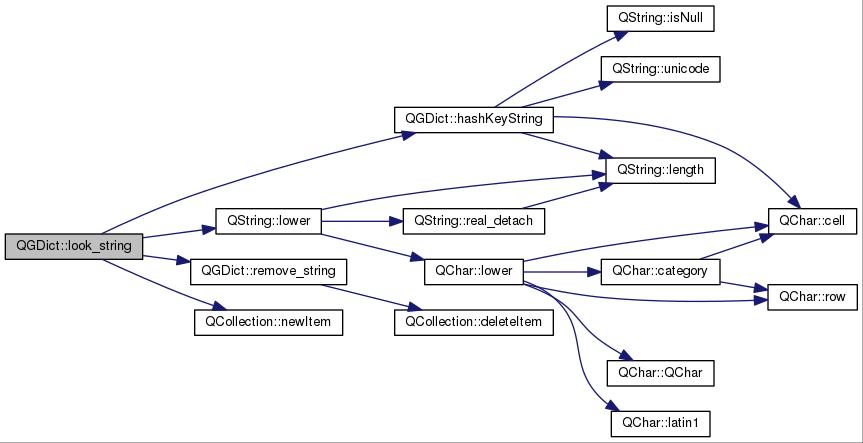 QString::isNull
QString::unicode
QGDict::hashKeyString
QString::length
QString::lower
QString::real_detach
QChar::cell
QGDict::look_string
QGDict::remove_string
QChar::lower
QChar::category
QChar::row
QCollection::newItem
QCollection::deleteItem
QChar::QChar
QChar::latin1